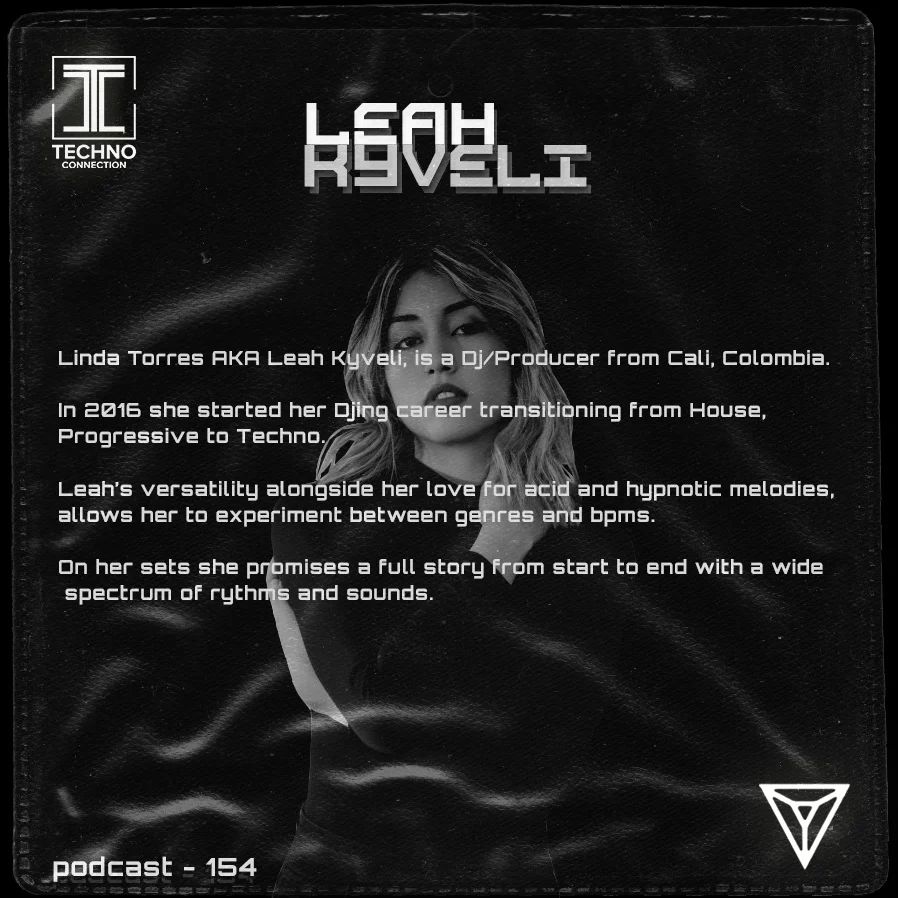 TECHNO
CONNECTION
LEAH
KYVELI
Linda Torres AKA Leah Kyveli, is a Dj/Producer from Cali, Colombia.
In 2016 she started her Djing career transitioning from House,
Progressive to Techno.
Leah's versatility alongside her love for acid and hypnotic melodies,
allows her to experiment between genres and bpms.
On her sets she promises a full story from start to end with a wide
spectrum of rythms and sounds.
podcast - 154